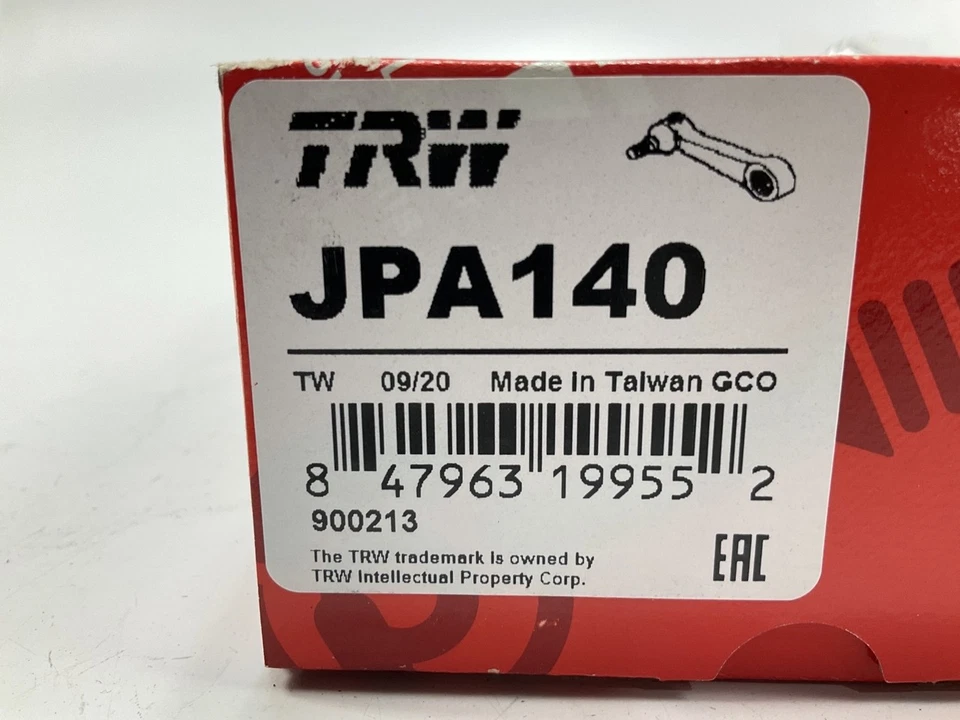 TRW
JPA140
TW 09/20 Made in Taiwan GCO
8 47963 19955 2
900213
The TRW trademark is owned by
TRW Intellectual Property Corp.
EAC